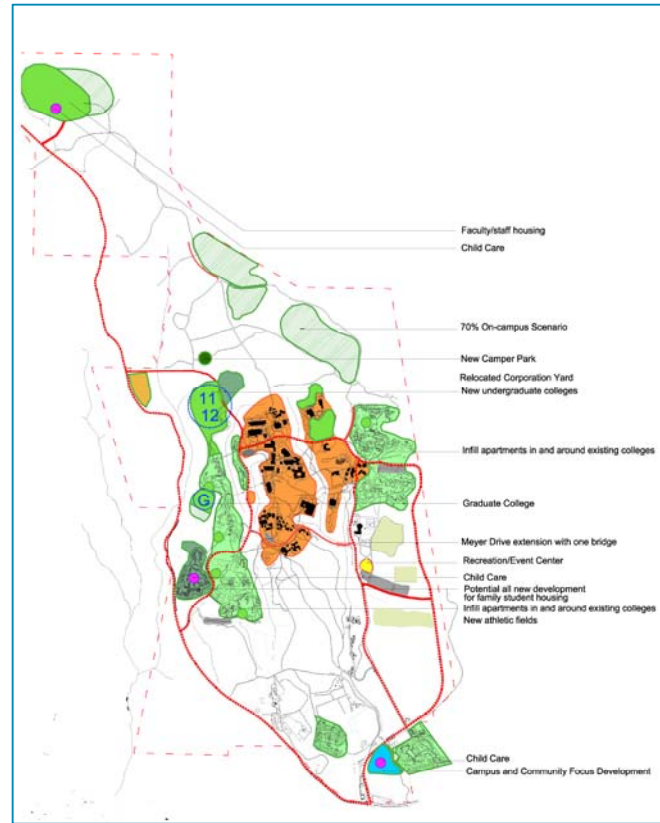 Faculty/staff housing
Child Care
70% On-campus Scenario
New Camper Park
Relocated Corporation Yard
New undergraduate colleges
11
12
Infill apartments in and around existing colleges
G
Graduate College
Meyer Drive extension with one bridge
Recreation/Event Center
Child Care
Potential all new development
for family student housing
Infill apartments in and around existing colleges
New athletic fields
Child Care
Campus and Community Focus Development